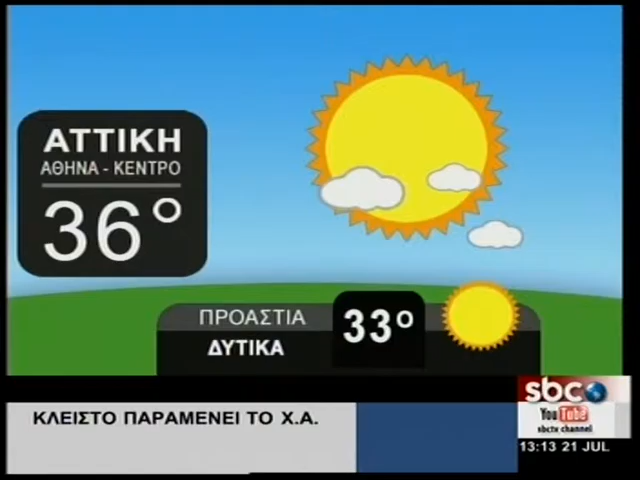 ΑΤΤΙΚΗ
ΑΘΗΝΑ - ΚΕΝΤΡΟ
36°
ΠΡΟΑΣΤΙΑ
ΔΥΤΙΚΑ
33°
sbc
YouTube
sbctv channel
ΚΛΕΙΣΤΟ ΠΑΡΑΜΕΝΕΙ ΤΟ Χ.Α.
13:13 21 JUL